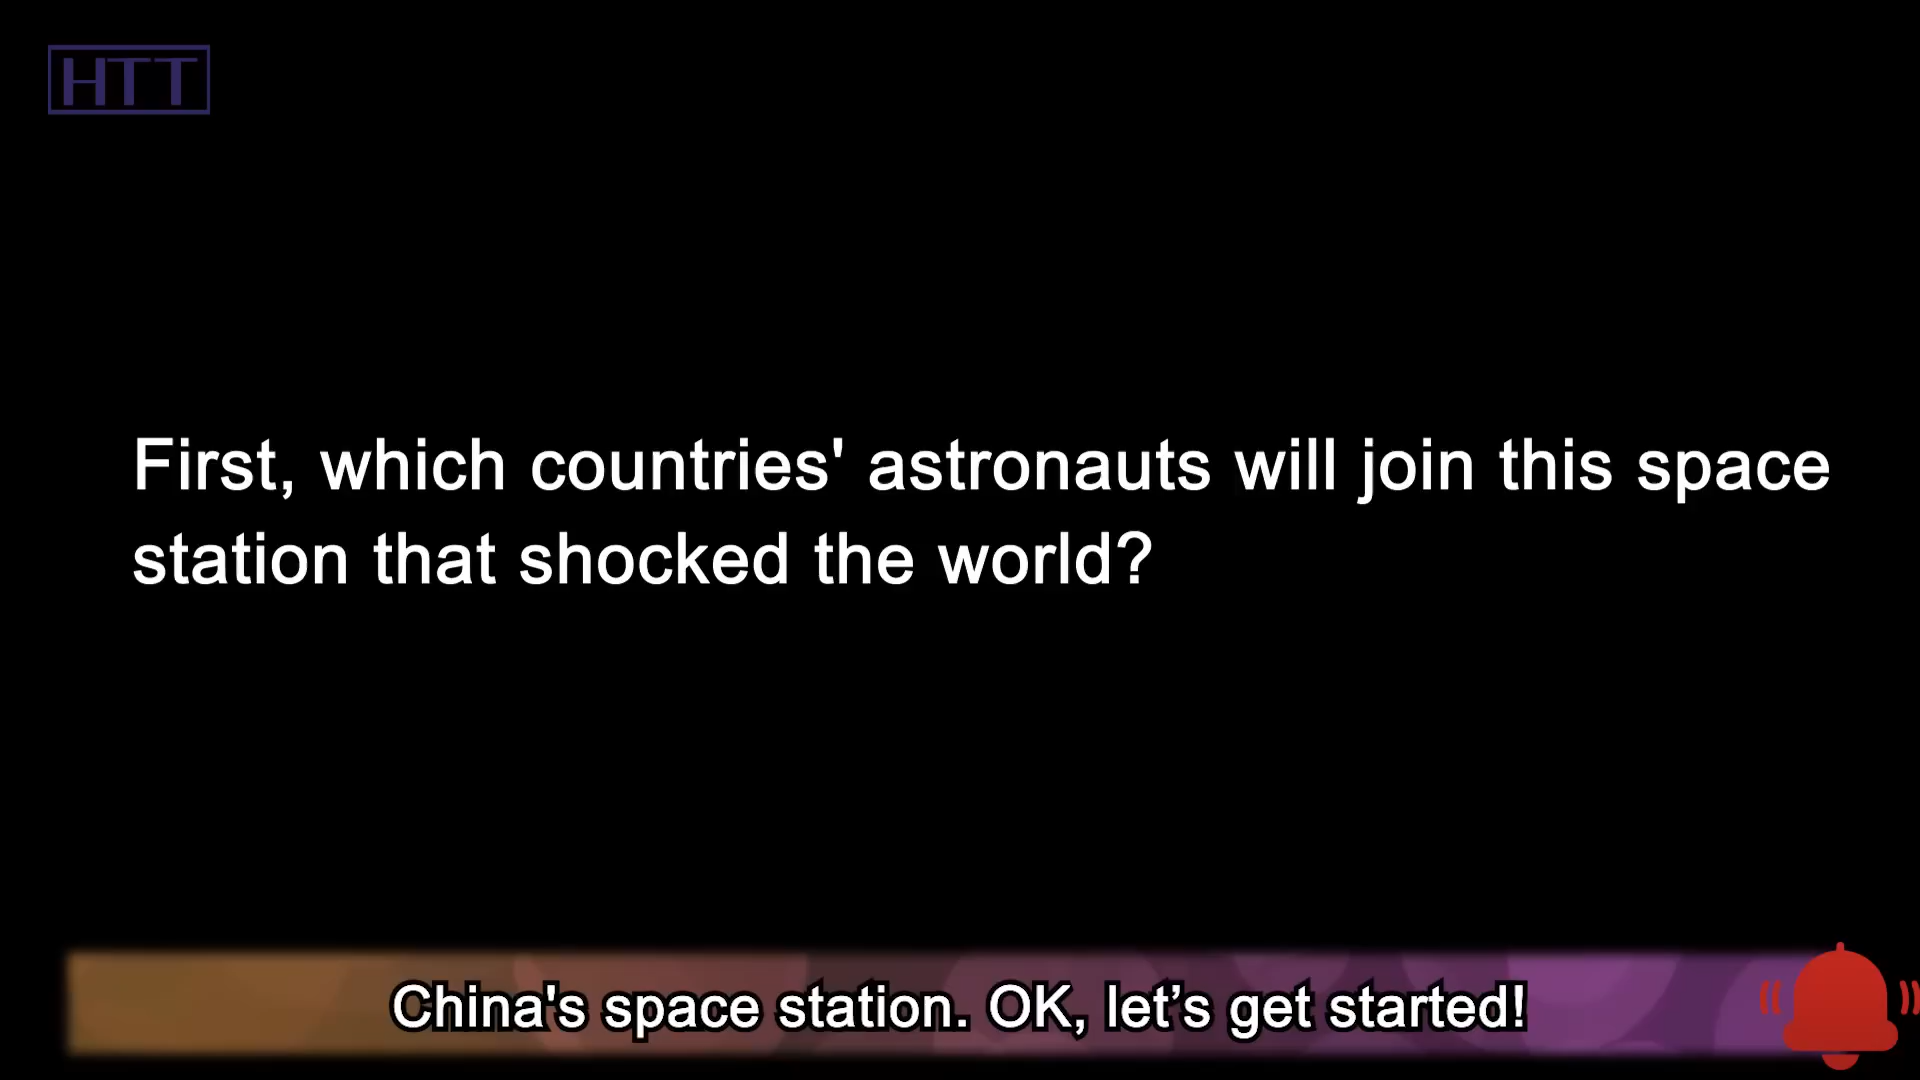 HTT
First, which countries' astronauts will join this space
station that shocked the world?
China's space station. OK, let’s get started!